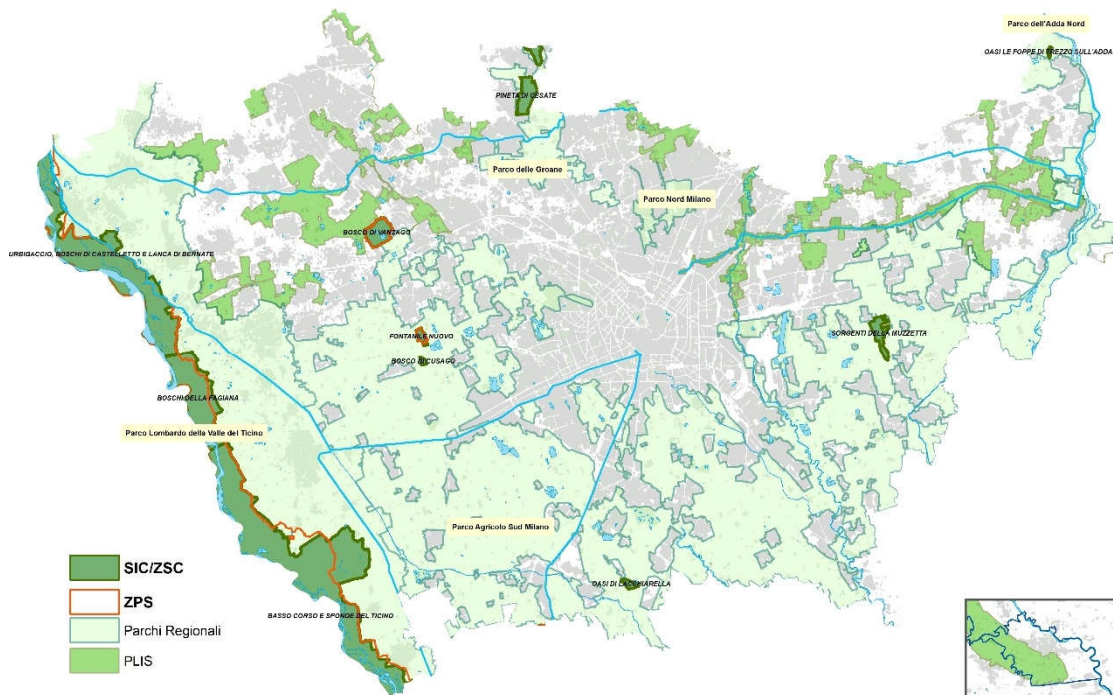 Parco dell'Adda Nord
OASI LE FOPPE DI TREZZO SULL'ADDA
PINETA DI CESATE
Parco delle Groane
Parco Nord Milano
BOSCO DI VANZAGO
URBIGACCIO, BOSCHI DI CASTELLETTO E LANCA DI BERNATE
FONTANILE NUOVO
SORGENTI DELLA MUZZETTA
BOSCO DI CUSAGO
BOSCHI DELLA FAGIANA
Parco Lombardo della Valle del Ticino
Parco Agricolo Sud Milano
OASI DI LACCHIARELLA
BASSO CORSO E SPONDE DEL TICINO
SIC/ZSC
ZPS
Parchi Regionali
PLIS